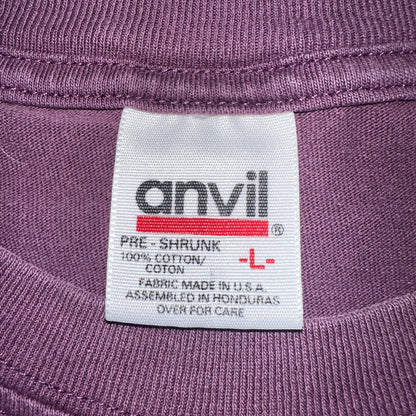 anvil
®
PRE-SHRUNK
100% COTTON/
COTON
-L-
FABRIC MADE IN U.S.A.
ASSEMBLED IN HONDURAS
OVER FOR CARE